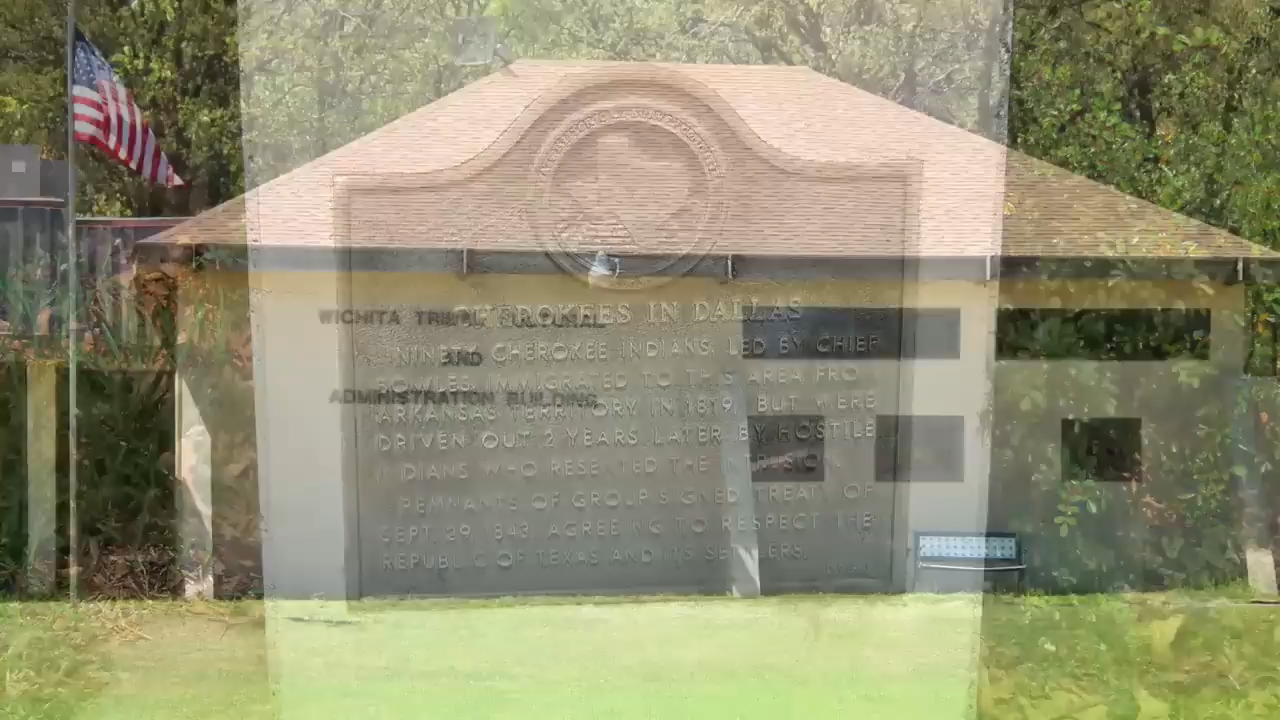 CHEROKEES IN DALLAS
NINETY CHEROKEE INDIANS, LED BY CHIEF
BOWLES, IMMIGRATED TO THIS AREA FRO
ARKANSAS TERRITORY IN 1819, BUT WERE
DRIVEN OUT 2 YEARS LATER BY HOSTILE
INDIANS WHO RESENTED THE INTRUSION.
REMNANTS OF GROUP SIGNED TREATY OF
SEPT. 29, 1843, AGREEING TO RESPECT THE
REPUBLIC OF TEXAS AND ITS SETTLERS.
WICHITA TRIBAL CULTURAL
AND
ADMINISTRATION BUILDING